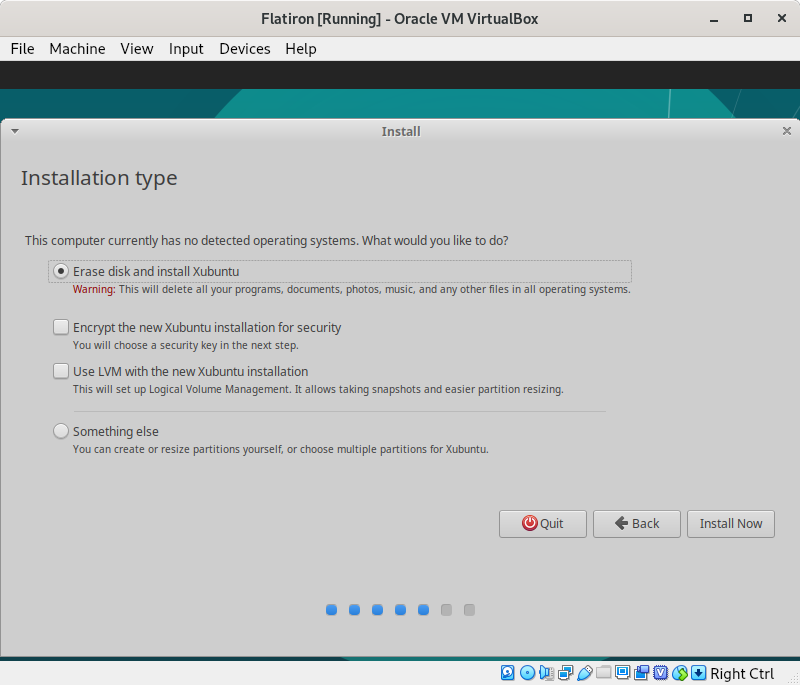 Flatiron [Running] - Oracle VM VirtualBox
File Machine View Input Devices Help
Install
Installation type
This computer currently has no detected operating systems. What would you like to do?
Erase disk and install Xubuntu
Warning: This will delete all your programs, documents, photos, music, and any other files in all operating systems.
Encrypt the new Xubuntu installation for security
You will choose a security key in the next step.
Use LVM with the new Xubuntu installation
This will set up Logical Volume Management. It allows taking snapshots and easier partition resizing.
Something else
You can create or resize partitions yourself, or choose multiple partitions for Xubuntu.
Quit Back Install Now
Right Ctrl